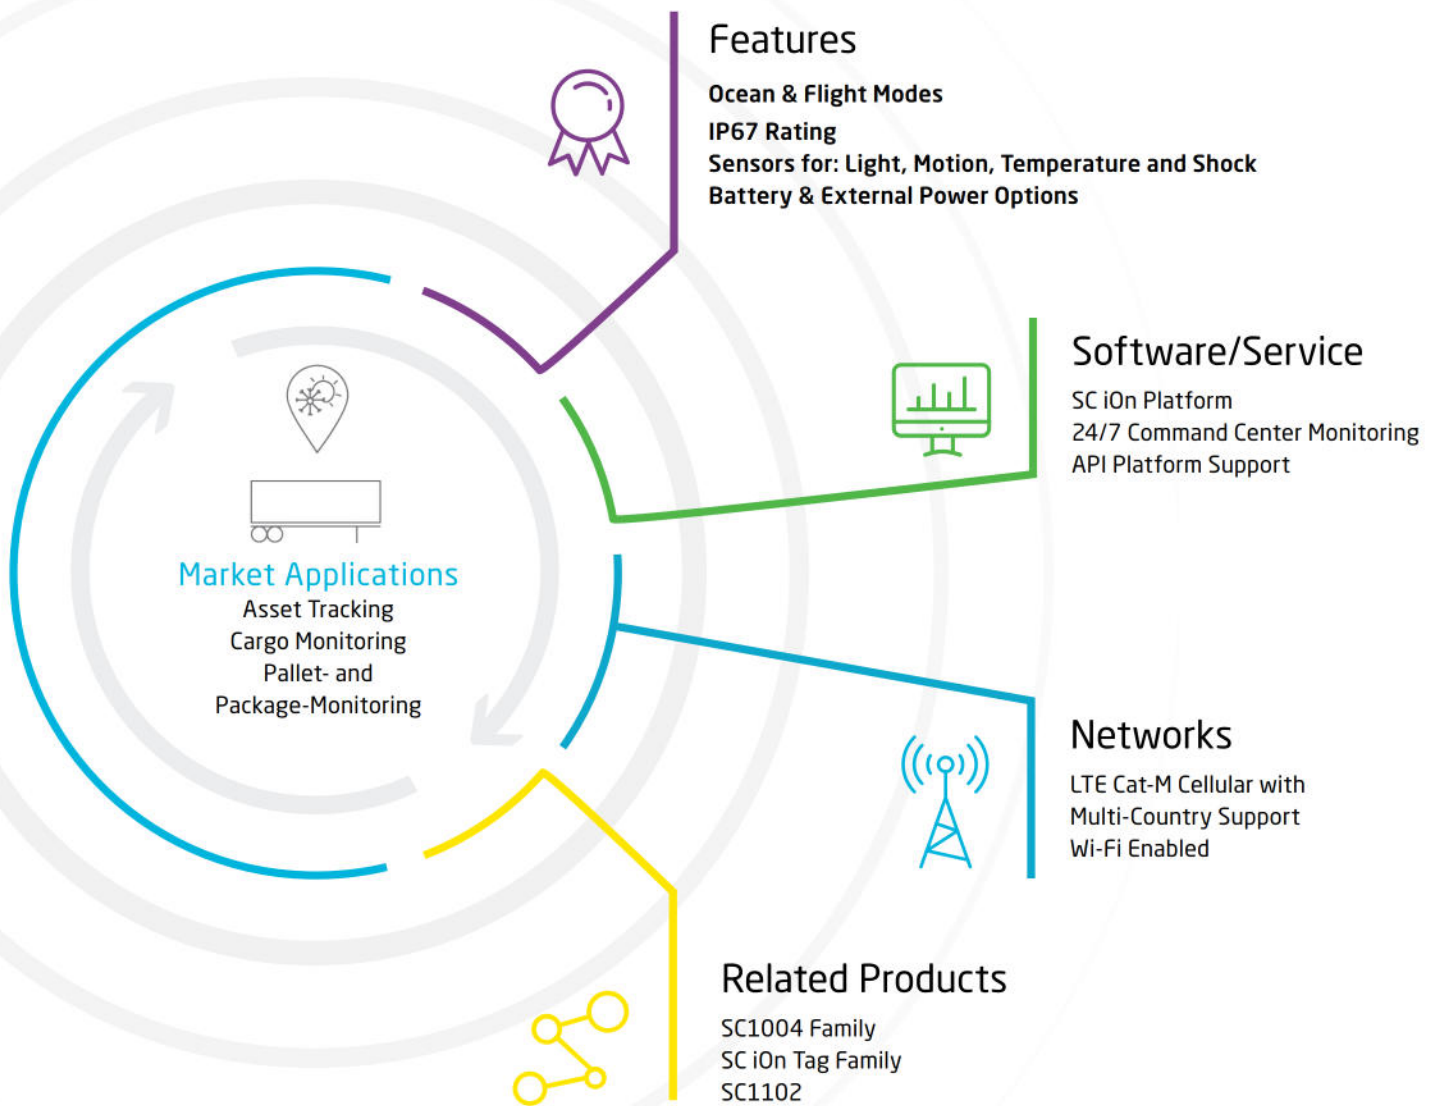 Features
Ocean & Flight Modes
IP67 Rating
Sensors for: Light, Motion, Temperature and Shock
Battery & External Power Options
Software/Service
SC iOn Platform
24/7 Command Center Monitoring
API Platform Support
Market Applications
Asset Tracking
Cargo Monitoring
Pallet- and
Package-Monitoring
Networks
LTE Cat-M Cellular with
Multi-Country Support
Wi-Fi Enabled
Related Products
SC1004 Family
SC iOn Tag Family
SC1102